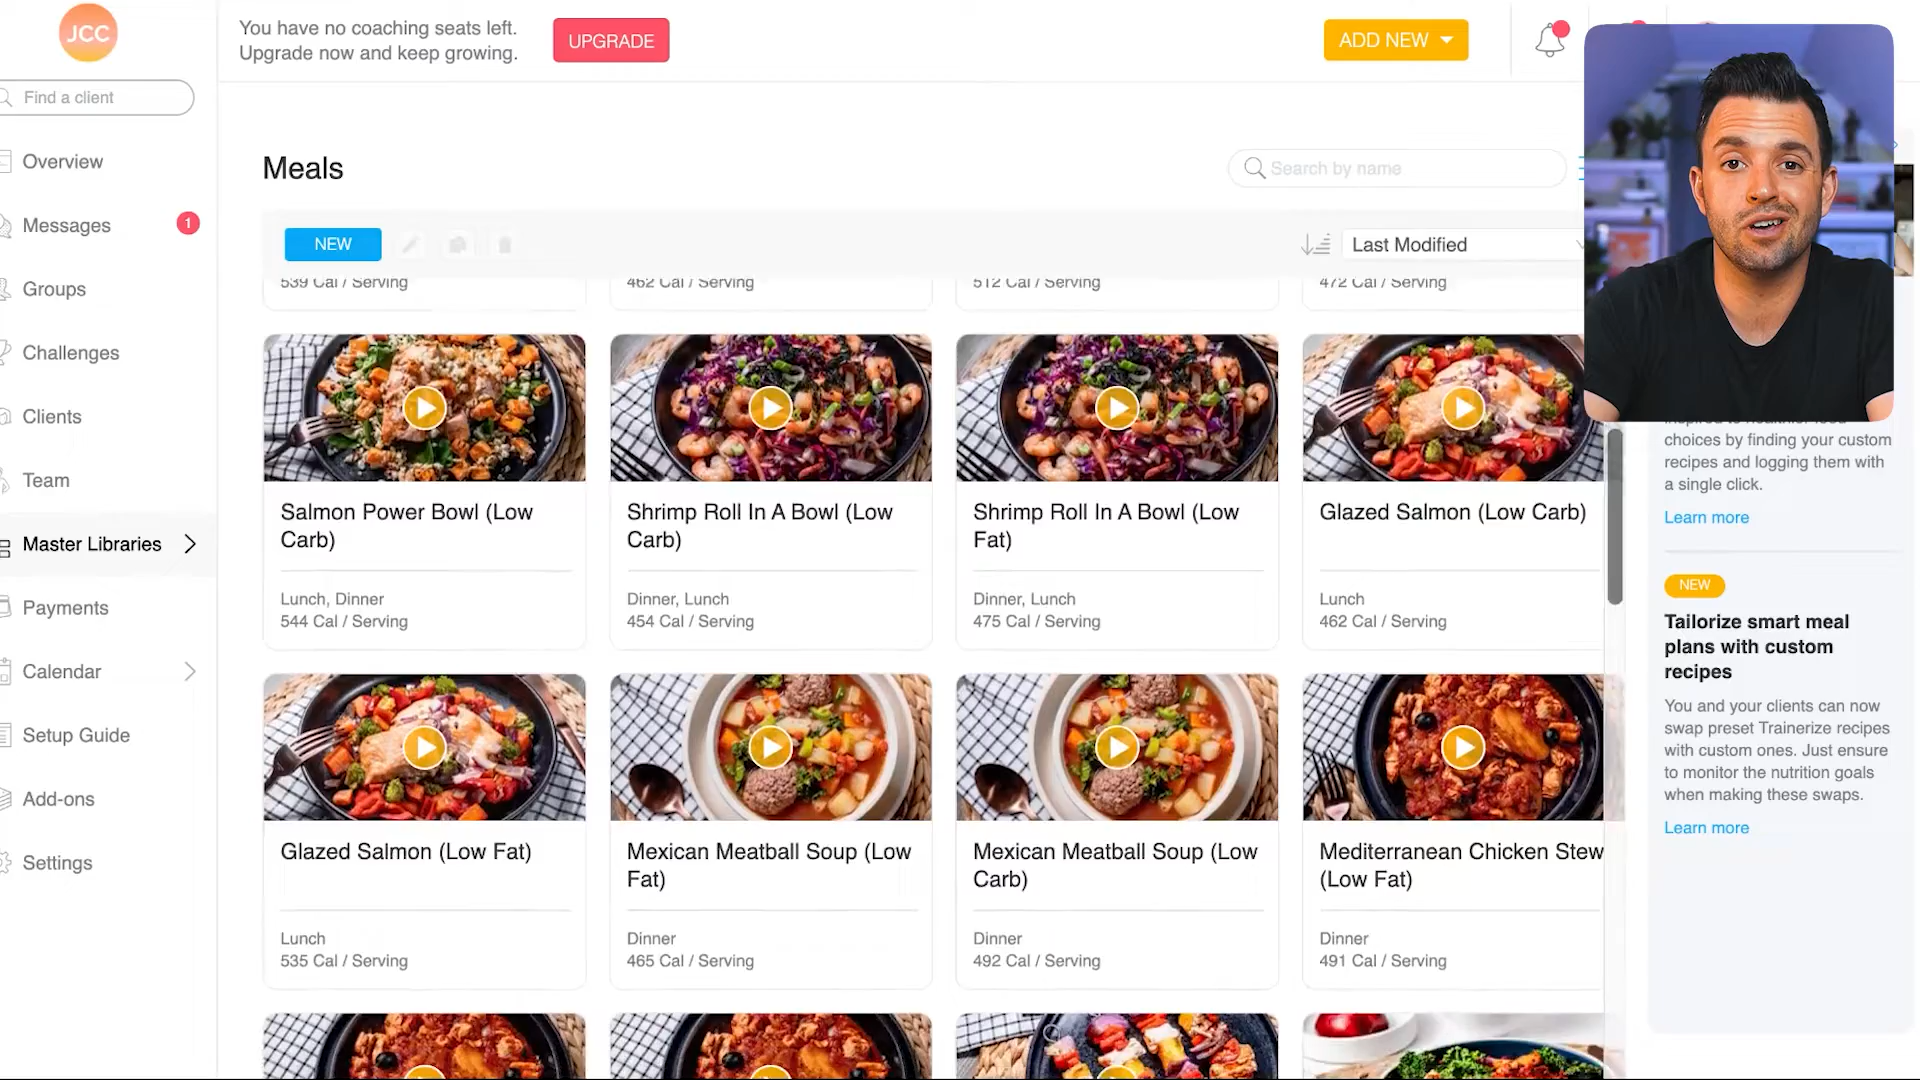 JCC
You have no coaching seats left.
Upgrade now and keep growing.
UPGRADE
ADD NEW
Find a client
Overview
Messages
1
Groups
Challenges
Clients
Team
Master Libraries
Payments
Calendar
Setup Guide
Add-ons
Settings
Meals
Search by name
NEW
Last Modified
539 Cal / Serving
462 Cal / Serving
512 Cal / Serving
472 Cal / Serving
Salmon Power Bowl (Low
Carb)
Lunch, Dinner
544 Cal / Serving
Shrimp Roll In A Bowl (Low
Carb)
Dinner, Lunch
454 Cal / Serving
Shrimp Roll In A Bowl (Low
Fat)
Dinner, Lunch
475 Cal / Serving
Glazed Salmon (Low Carb)
Lunch
462 Cal / Serving
Glazed Salmon (Low Fat)
Lunch
535 Cal / Serving
Mexican Meatball Soup (Low
Fat)
Dinner
465 Cal / Serving
Mexican Meatball Soup (Low
Carb)
Dinner
492 Cal / Serving
Mediterranean Chicken Stew
(Low Fat)
Dinner
491 Cal / Serving
choices by finding your custom
recipes and logging them with
a single click.
Learn more
NEW
Tailorize smart meal
plans with custom
recipes
You and your clients can now
swap preset Trainerize recipes
with custom ones. Just ensure
to monitor the nutrition goals
when making these swaps.
Learn more